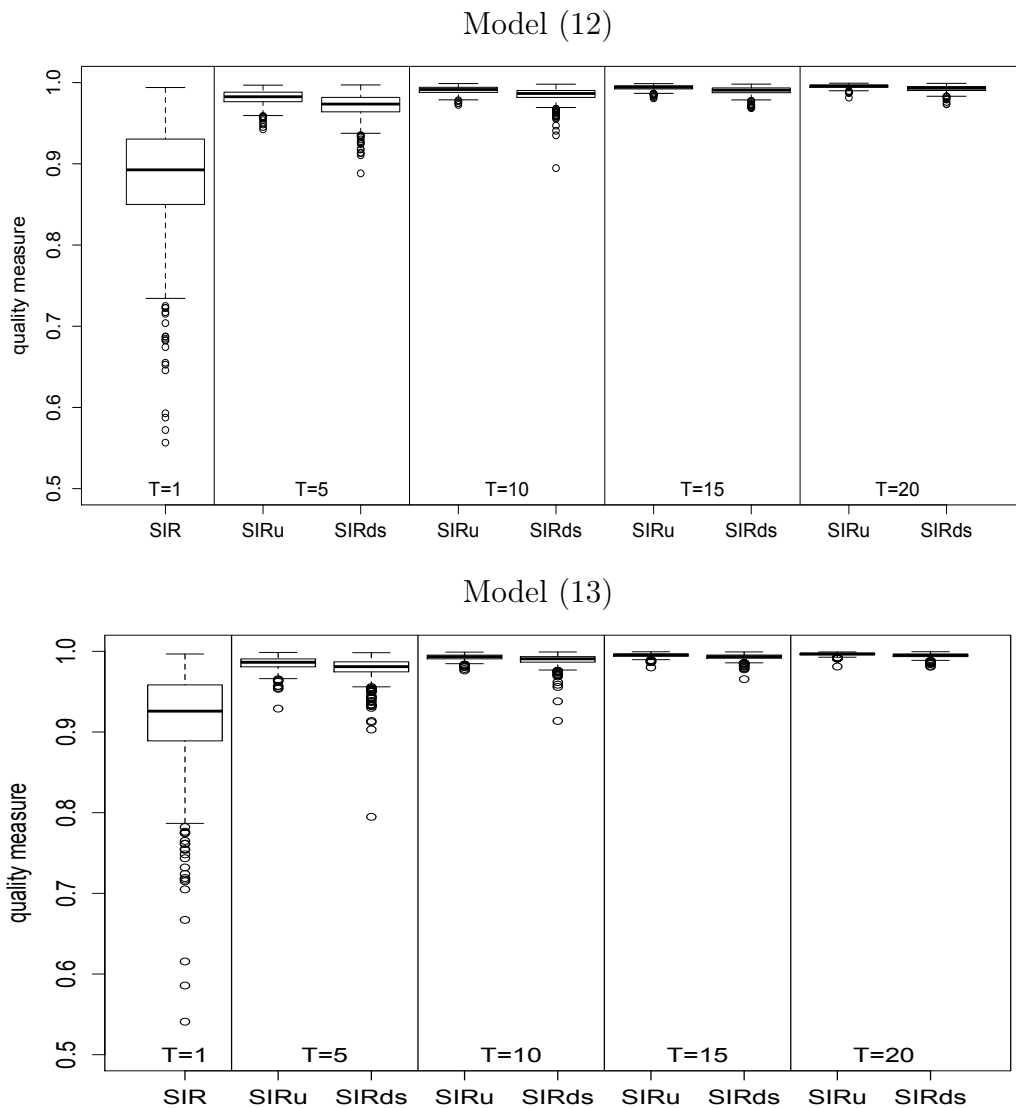 Model (12)
quality measure
1.0
0.9
0.8
0.7
0.6
0.5
T=1 T=5 T=10 T=15 T=20
SIR SIRu SIRds SIRu SIRds SIRu SIRds SIRu SIRds
Model (13)
quality measure
1.0
0.9
0.8
0.7
0.6
0.5
T=1 T=5 T=10 T=15 T=20
SIR SIRu SIRds SIRu SIRds SIRu SIRds SIRu SIRds